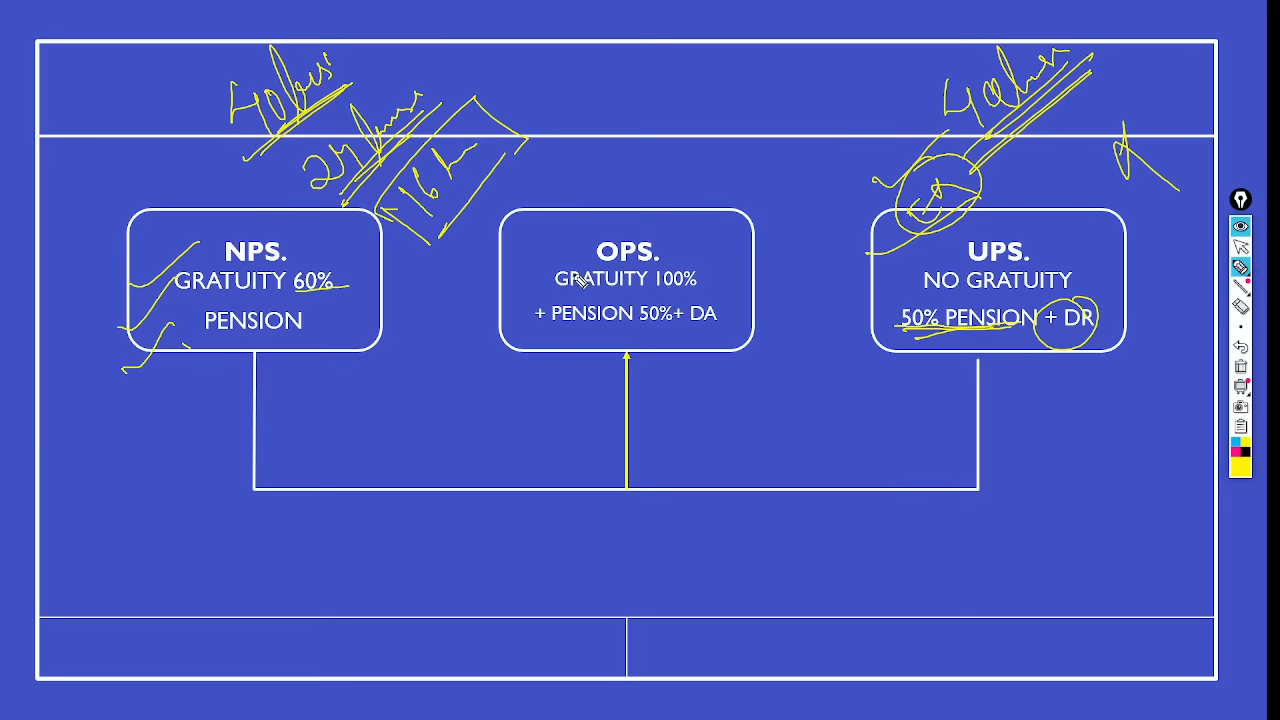 NPS.
GRATUITY 60%
PENSION
OPS.
GRATUITY 100%
+ PENSION 50%+ DA
UPS.
NO GRATUITY
50% PENSION + DR